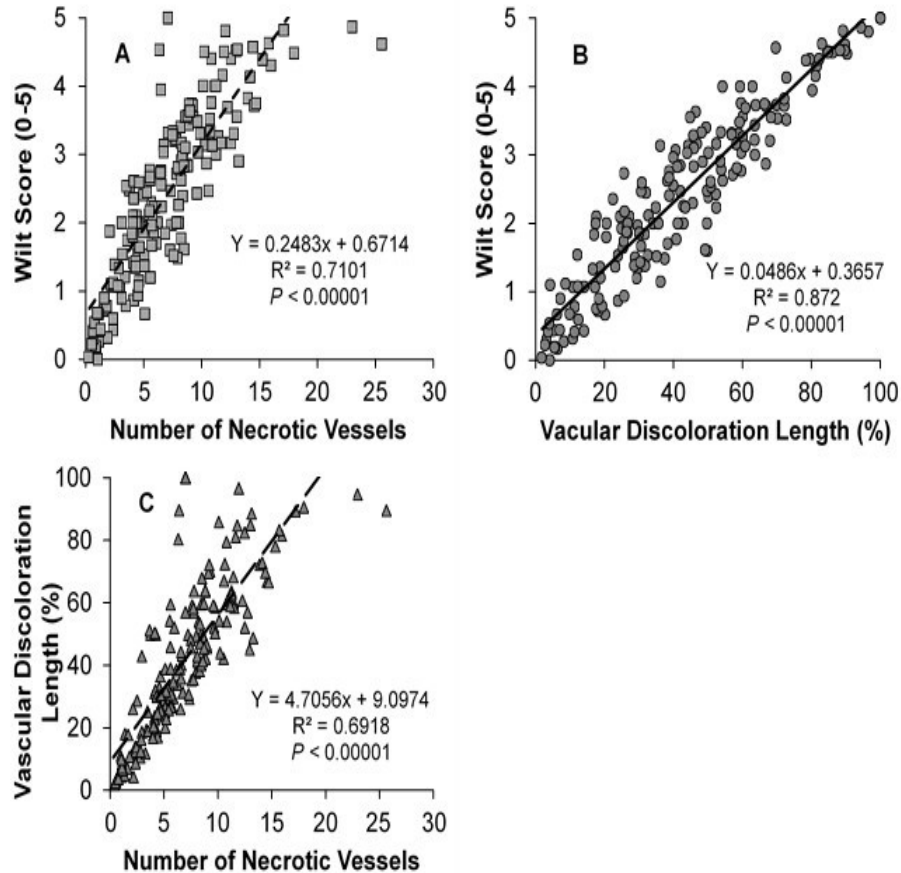 A
Wilt Score (0-5)
5
4
3
2
1
0
Y = 0.2483x + 0.6714
R² = 0.7101
P < 0.00001
0 5 10 15 20 25 30
Number of Necrotic Vessels
B
Wilt Score (0-5)
5
4
3
2
1
0
Y = 0.0486x + 0.3657
R² = 0.872
P < 0.00001
0 20 40 60 80 100
Vacular Discoloration Length (%)
C
Vascular Discoloration
Length (%)
100
80
60
40
20
0
Y = 4.7056x + 9.0974
R² = 0.6918
P < 0.00001
0 5 10 15 20 25 30
Number of Necrotic Vessels